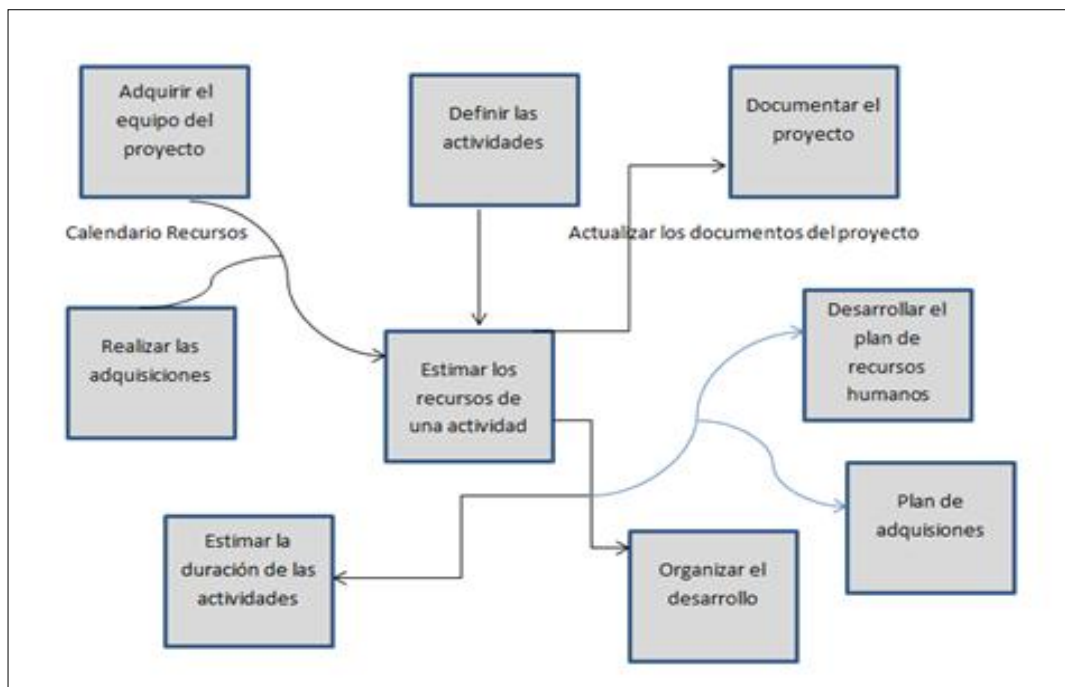 Adquirir el
equipo del
proyecto
Definir las
actividades
Documentar el
proyecto
Calendario Recursos
Actualizar los documentos del proyecto
Realizar las
adquisiciones
Estimar los
recursos de
una actividad
Desarrollar el
plan de
recursos
humanos
Plan de
adquisiones
Estimar la
duración de las
actividades
Organizar el
desarrollo